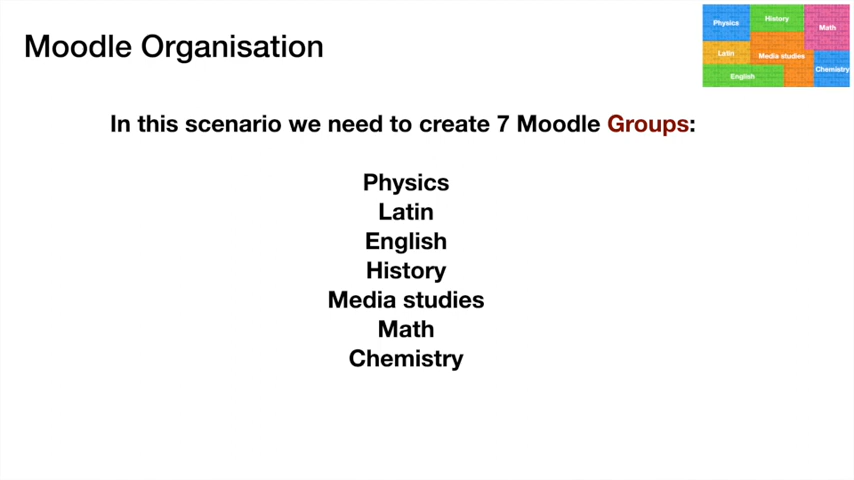 Moodle Organisation
Physics
History
Math
Latin
Media studies
Chemistry
English
In this scenario we need to create 7 Moodle Groups:
Physics
Latin
English
History
Media studies
Math
Chemistry